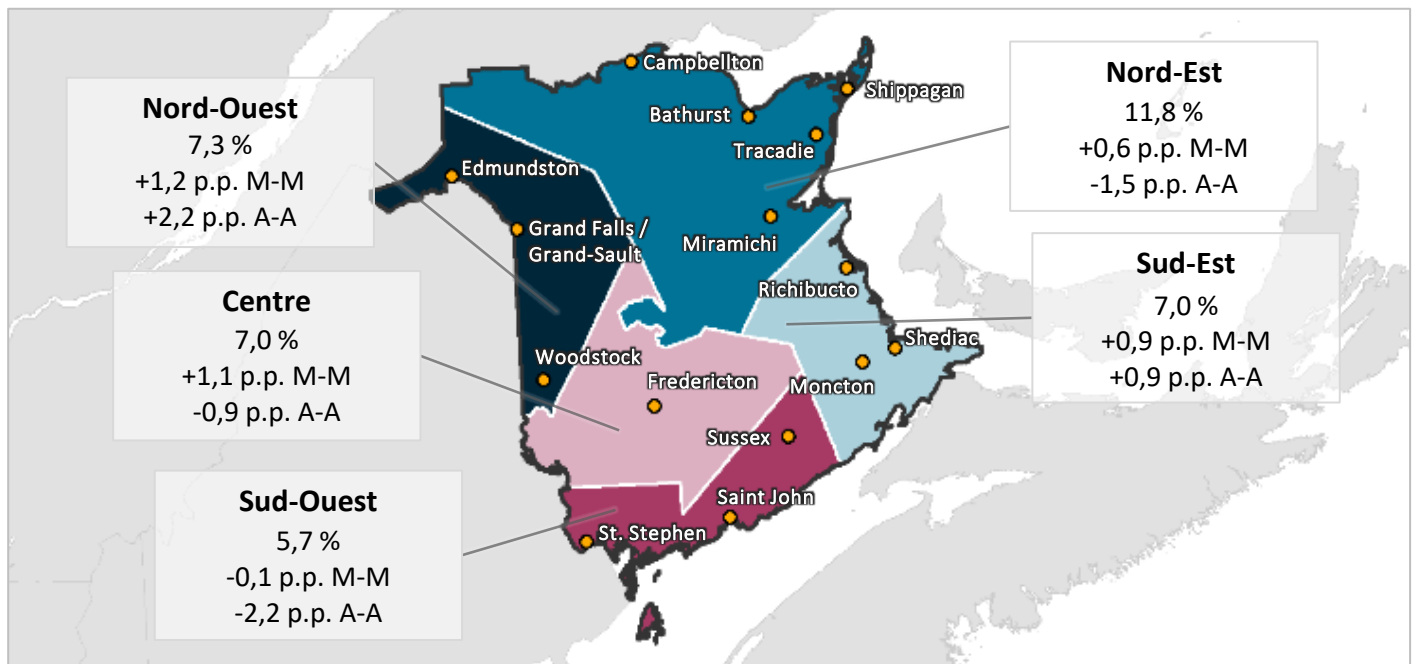 Nord-Ouest
7,3 %
+1,2 p.p. M-M
+2,2 p.p. A-A
Centre
7,0 %
+1,1 p.p. M-M
-0,9 p.p. A-A
Sud-Ouest
5,7 %
-0,1 p.p. M-M
-2,2 p.p. A-A
Campbellton
Bathurst
Shippagan
Tracadie
Edmundston
Grand Falls /
Grand-Sault
Miramichi
Richibucto
Shediac
Woodstock
Fredericton
Moncton
Sussex
Saint John
St. Stephen
Nord-Est
11,8 %
+0,6 p.p. M-M
-1,5 p.p. A-A
Sud-Est
7,0 %
+0,9 p.p. M-M
+0,9 p.p. A-A